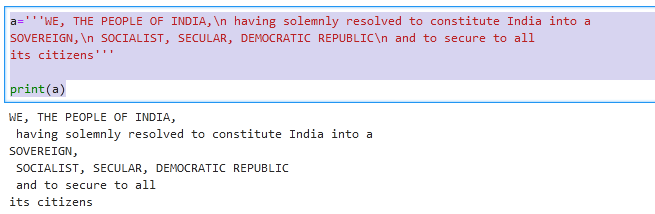 a='''WE, THE PEOPLE OF INDIA,\n having solemnly resolved to constitute India into a
SOVEREIGN,\n SOCIALIST, SECULAR, DEMOCRATIC REPUBLIC\n and to secure to all
its citizens'''
print(a)
WE, THE PEOPLE OF INDIA,
 having solemnly resolved to constitute India into a
SOVEREIGN,
 SOCIALIST, SECULAR, DEMOCRATIC REPUBLIC
 and to secure to all
its citizens